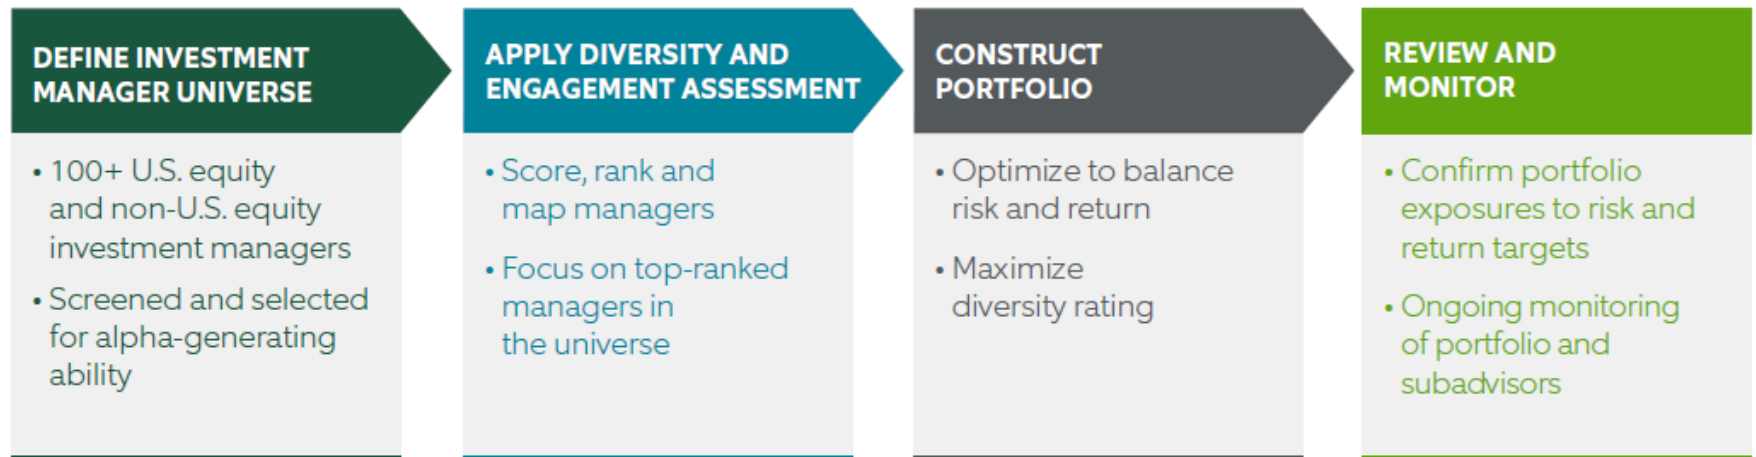 DEFINE INVESTMENT
MANAGER UNIVERSE
• 100+ U.S. equity
and non-U.S. equity
investment managers
• Screened and selected
for alpha-generating
ability
APPLY DIVERSITY AND
ENGAGEMENT ASSESSMENT
• Score, rank and
map managers
• Focus on top-ranked
managers in
the universe
CONSTRUCT
PORTFOLIO
• Optimize to balance
risk and return
• Maximize
diversity rating
REVIEW AND
MONITOR
• Confirm portfolio
exposures to risk and
return targets
• Ongoing monitoring
of portfolio and
subadvisors